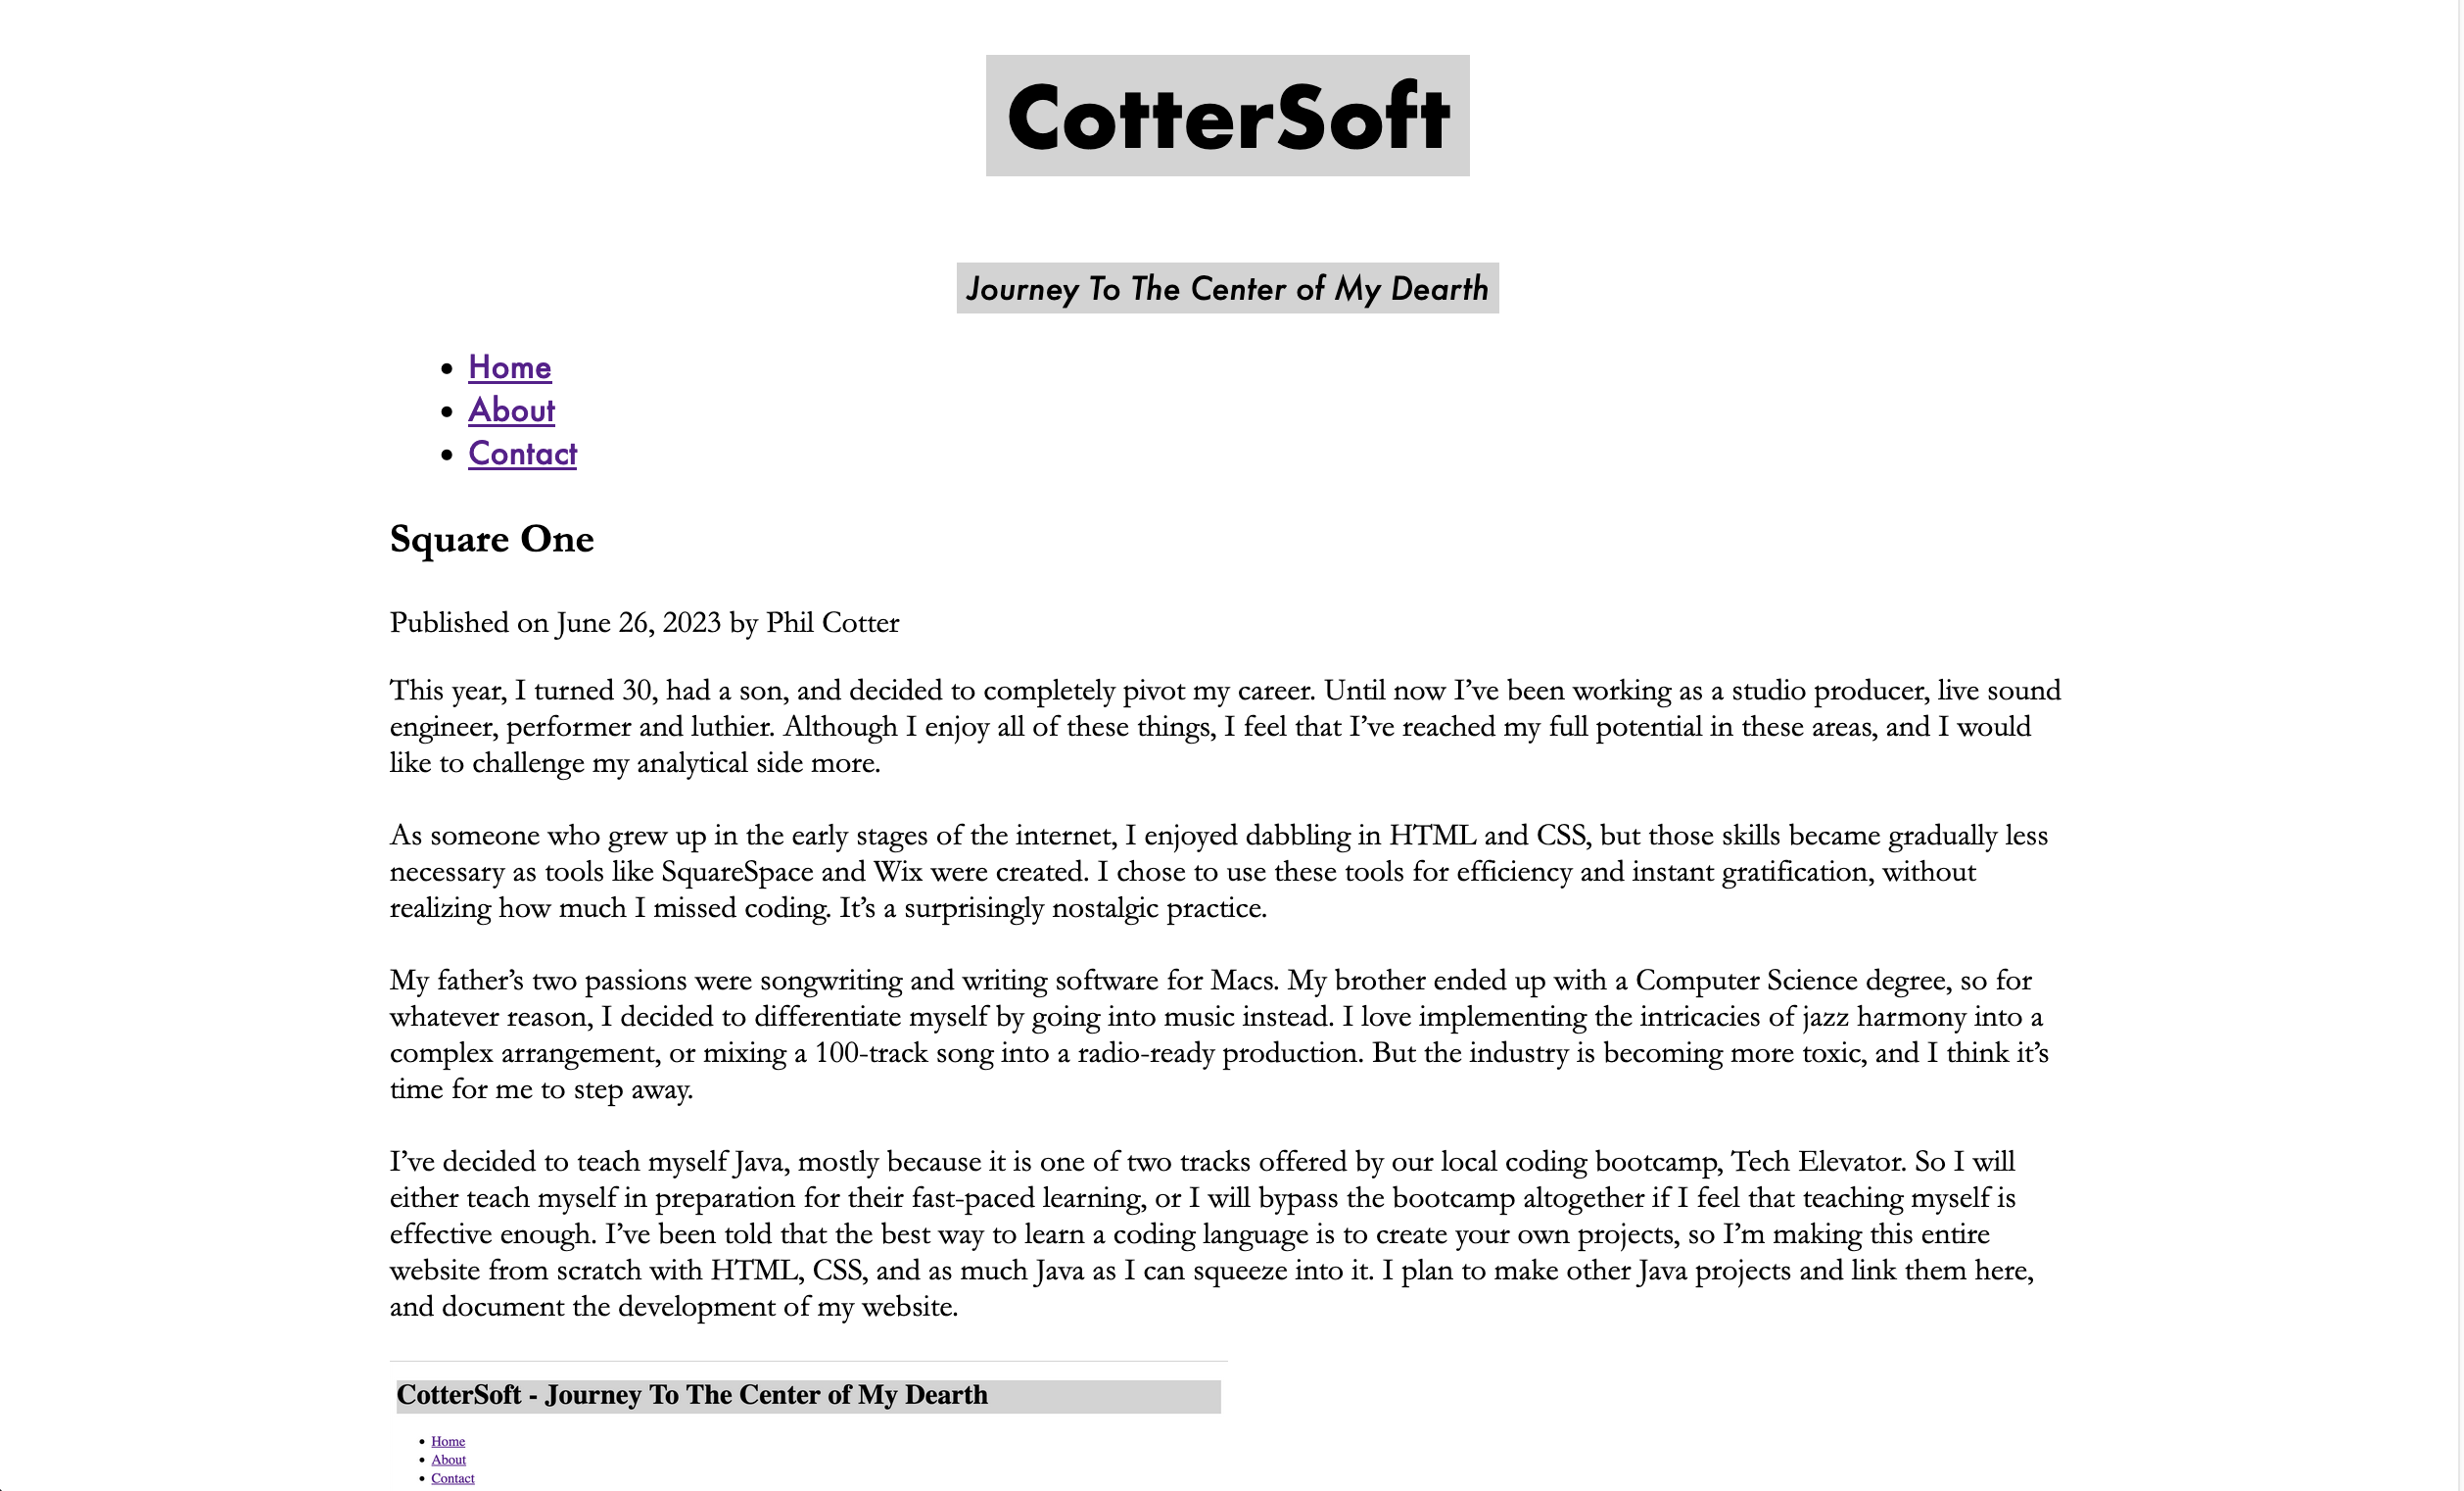 CotterSoft
Journey To The Center of My Dearth
Home
About
Contact
Square One
Published on June 26, 2023 by Phil Cotter
This year, I turned 30, had a son, and decided to completely pivot my career. Until now I’ve been working as a studio producer, live sound
engineer, performer and luthier. Although I enjoy all of these things, I feel that I’ve reached my full potential in these areas, and I would
like to challenge my analytical side more.
As someone who grew up in the early stages of the internet, I enjoyed dabbling in HTML and CSS, but those skills became gradually less
necessary as tools like SquareSpace and Wix were created. I chose to use these tools for efficiency and instant gratification, without
realizing how much I missed coding. It’s a surprisingly nostalgic practice.
My father’s two passions were songwriting and writing software for Macs. My brother ended up with a Computer Science degree, so for
whatever reason, I decided to differentiate myself by going into music instead. I love implementing the intricacies of jazz harmony into a
complex arrangement, or mixing a 100-track song into a radio-ready production. But the industry is becoming more toxic, and I think it’s
time for me to step away.
I’ve decided to teach myself Java, mostly because it is one of two tracks offered by our local coding bootcamp, Tech Elevator. So I will
either teach myself in preparation for their fast-paced learning, or I will bypass the bootcamp altogether if I feel that teaching myself is
effective enough. I’ve been told that the best way to learn a coding language is to create your own projects, so I’m making this entire
website from scratch with HTML, CSS, and as much Java as I can squeeze into it. I plan to make other Java projects and link them here,
and document the development of my website.
CotterSoft - Journey To The Center of My Dearth
Home
About
Contact